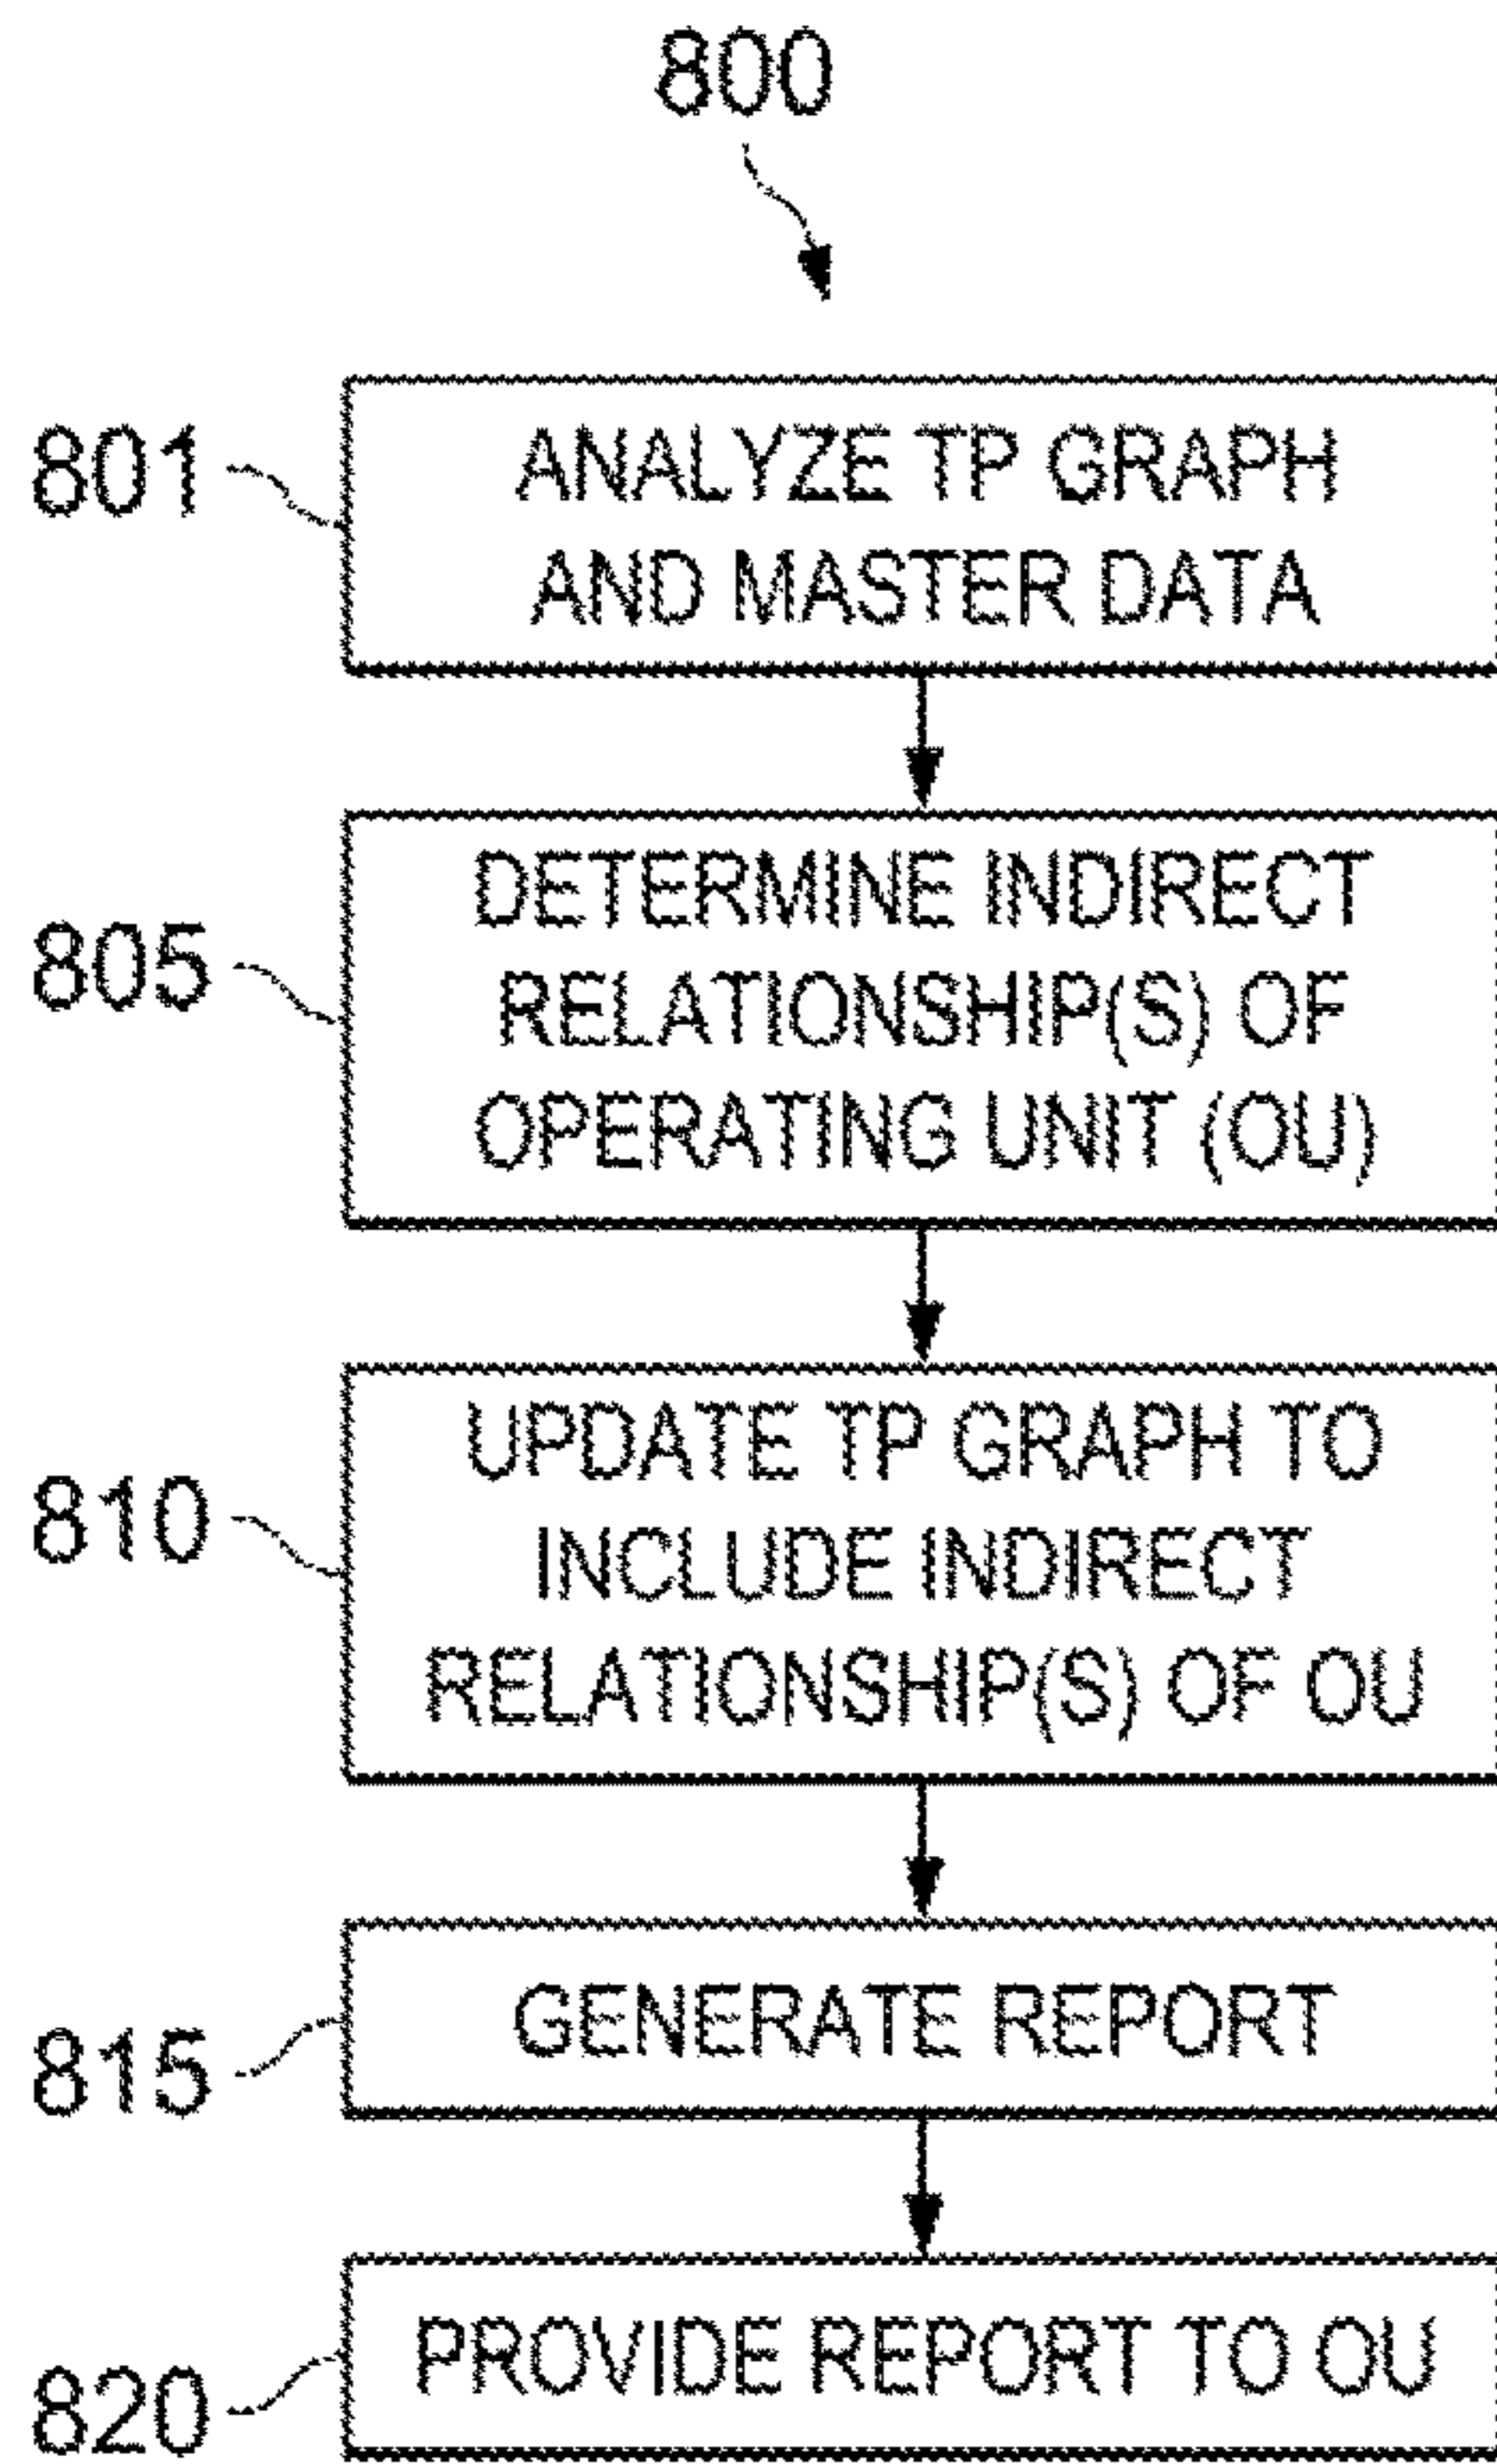 800
801
ANALYZE TP GRAPH
AND MASTER DATA
805
DETERMINE INDIRECT
RELATIONSHIP(S) OF
OPERATING UNIT (OU)
810
UPDATE TP GRAPH TO
INCLUDE INDIRECT
RELATIONSHIP(S) OF OU
815
GENERATE REPORT
820
PROVIDE REPORT TO OU